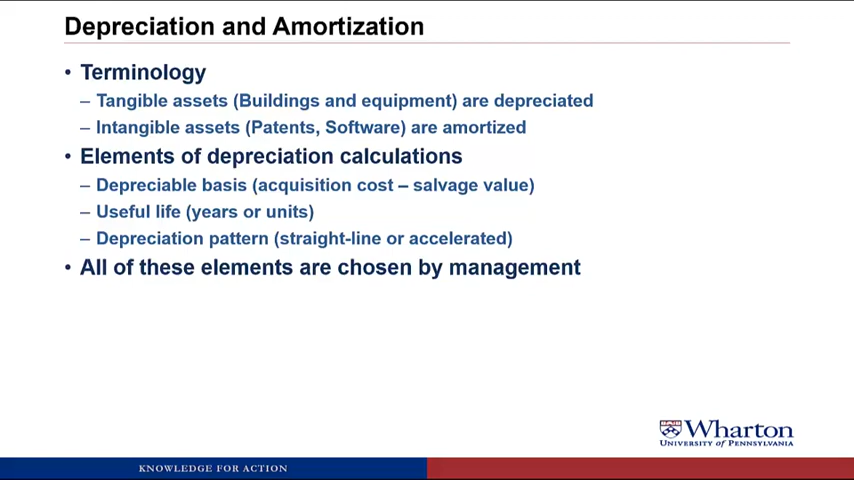 Depreciation and Amortization
• Terminology
– Tangible assets (Buildings and equipment) are depreciated
– Intangible assets (Patents, Software) are amortized
• Elements of depreciation calculations
– Depreciable basis (acquisition cost – salvage value)
– Useful life (years or units)
– Depreciation pattern (straight-line or accelerated)
• All of these elements are chosen by management
Wharton
UNIVERSITY of PENNSYLVANIA
KNOWLEDGE FOR ACTION